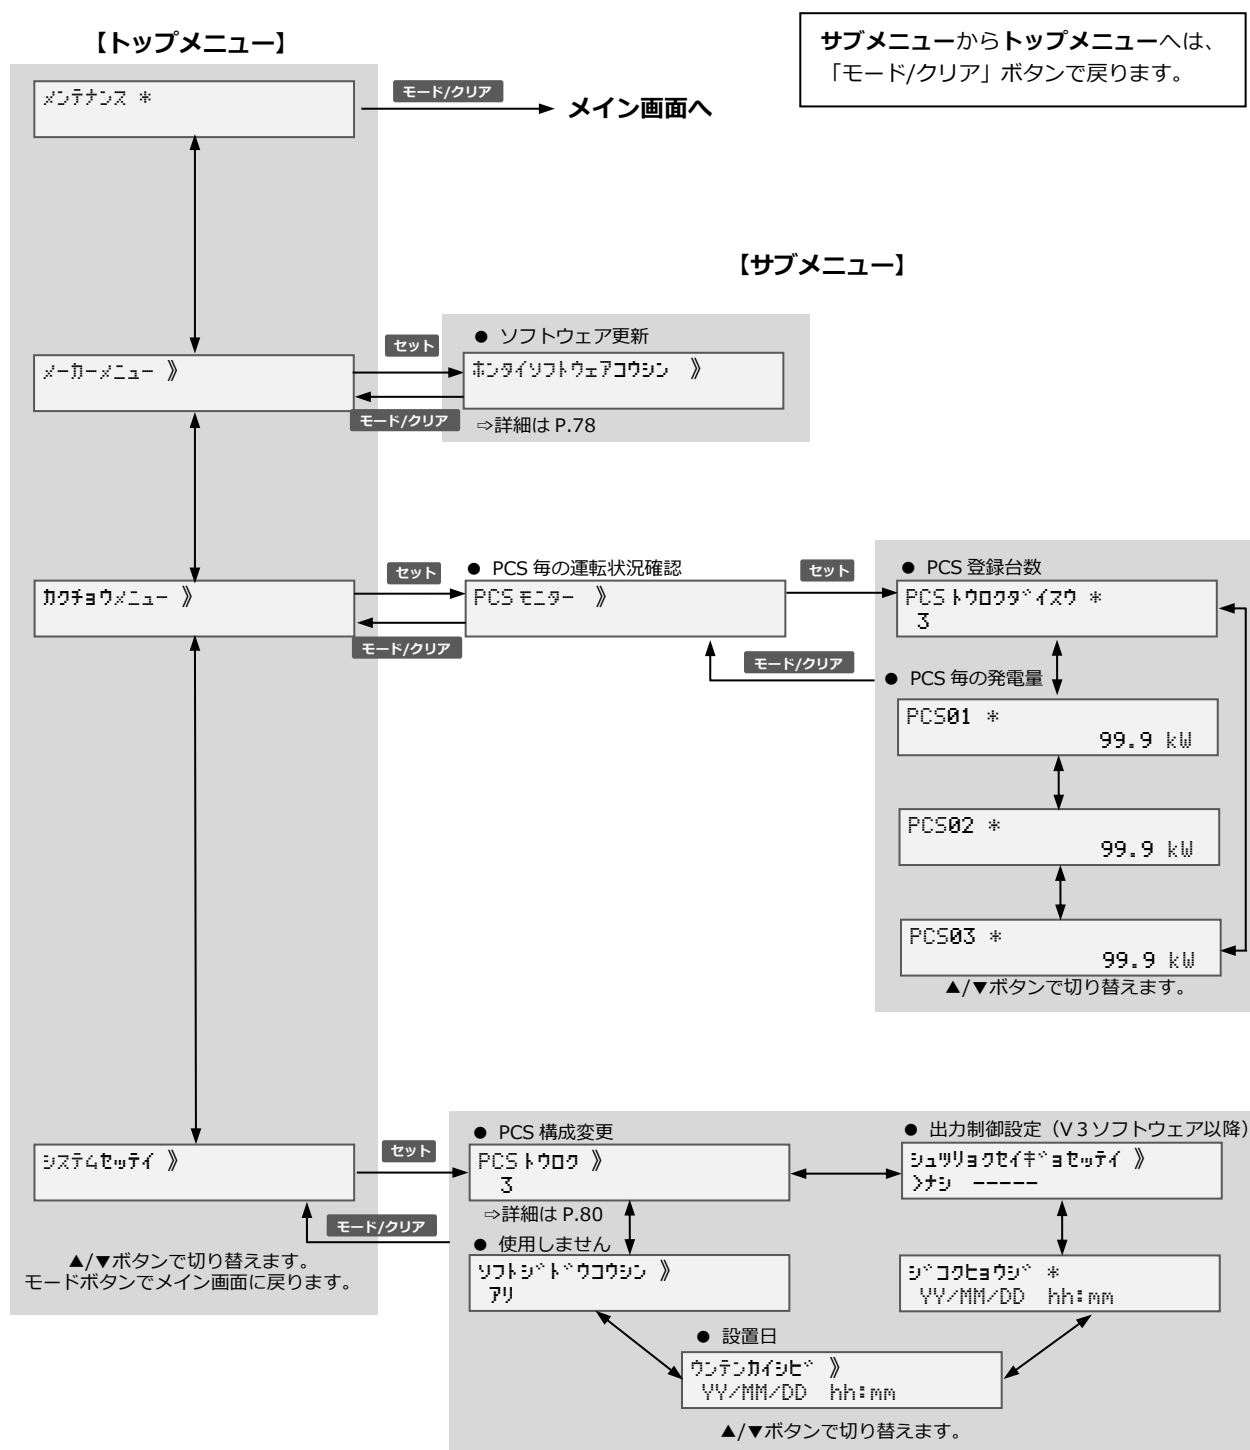 【トップメニュー】
サブメニューからトップメニューへは、
「モード/クリア」ボタンで戻ります。
メンテナンス *
モード/クリア
メイン画面へ
【サブメニュー】
● ソフトウェア更新
セット
メーカーメニュー 》
ホンタイソフトウェアコウシン 》
モード/クリア
⇨詳細は P.78
● PCS 毎の運転状況確認
● PCS 登録台数
セット
セット
カクチョウメニュー 》
PCS モニター 》
PCS トウロクダイスウ *
3
モード/クリア
モード/クリア
● PCS 毎の発電量
PCS01 *
99.9 kW
PCS02 *
99.9 kW
PCS03 *
99.9 kW
▲/▼ボタンで切り替えます。
● PCS 構成変更
● 出力制御設定（V３ソフトウェア以降）
セット
システムセッテイ 》
PCS トウロク 》
3
シュツリョクセイギョセッテイ 》
>ナシ -----
⇨詳細は P.80
モード/クリア
● 使用しません
▲/▼ボタンで切り替えます。
モードボタンでメイン画面に戻ります。
ソフトジドウコウシン 》
アリ
ジコクヒョウジ *
YY/MM/DD hh:mm
● 設置日
ウンテンカイシビ 》
YY/MM/DD hh:mm
▲/▼ボタンで切り替えます。